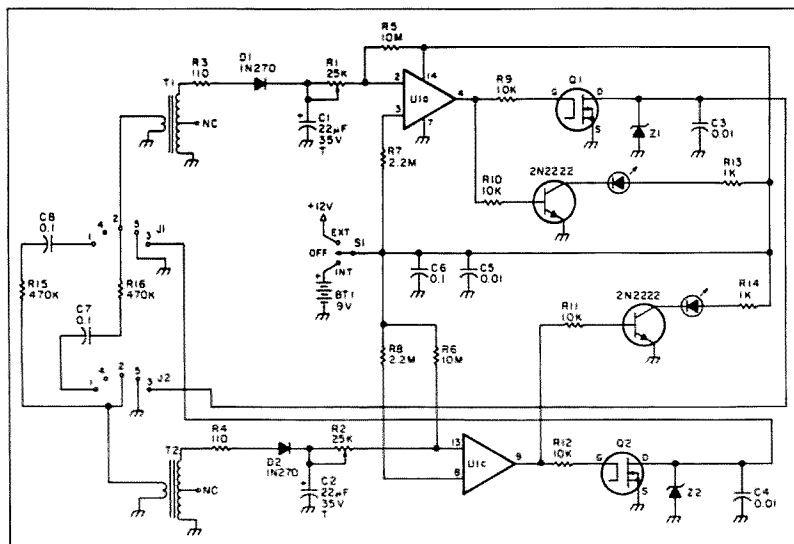 R5
10M
D1
1N270
R3
110
R1
25K
T1
NC
C1
22µF
35V
T
2
3
14
4
7
U1a
R9
10K
Q1
G
D
S
Z1
C3
0.01
R7
2.2M
R10
10K
2N2222
R13
1K
+12V
EXT
OFF
INT
S1
BT1
9V
C6
0.1
C5
0.01
C8
0.1
1
4
2
5
3
J1
R15
470K
R16
470K
C7
0.1
1
4
2
5
3
J2
R8
2.2M
R6
10M
R11
10K
2N2222
R14
1K
T2
NC
R4
110
D2
1N270
R2
25K
C2
22µF
35V
T
13
8
9
U1c
R12
10K
Q2
G
D
S
Z2
C4
0.01